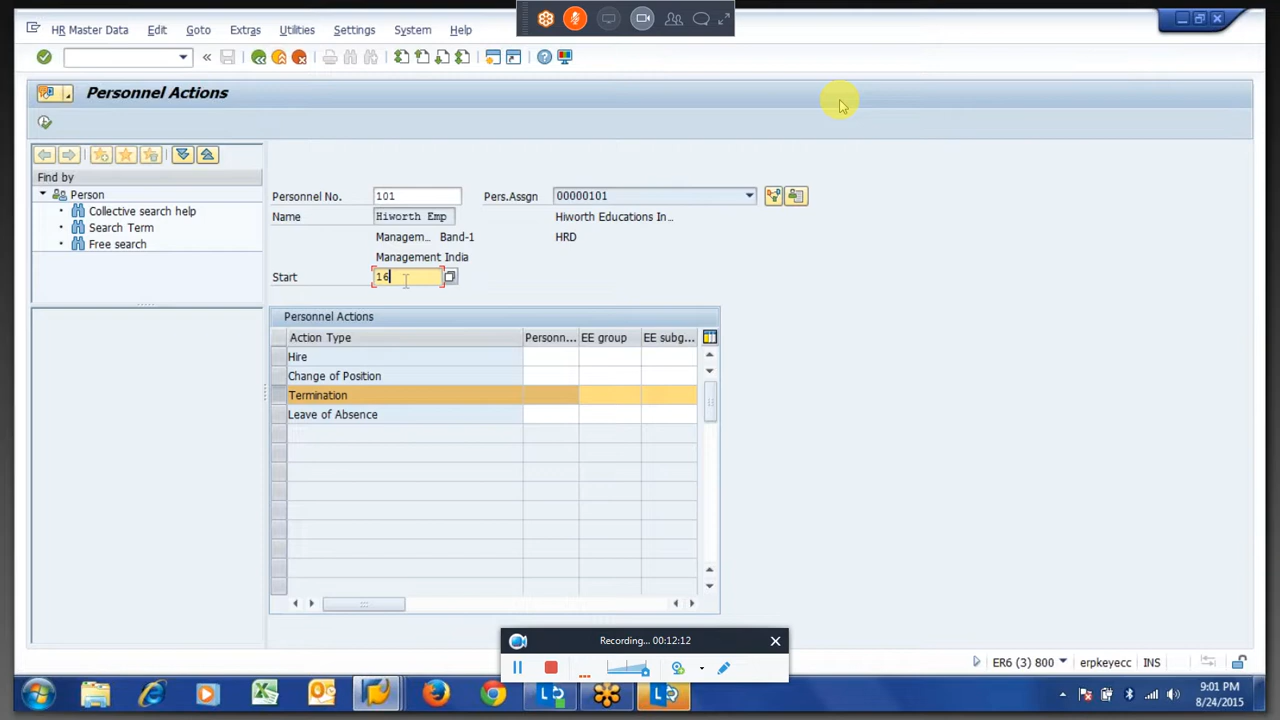 HR Master Data Edit Goto Extras Utilities Settings System Help
Personnel Actions
Find by
Person
Collective search help
Search Term
Free search
Personnel No. 101 Pers.Assgn 00000101
Name Hiworth Emp Hiworth Educations In...
Managem... Band-1 HRD
Management India
Start 16
Personnel Actions
Action Type Personn... EE group EE subg...
Hire
Change of Position
Termination
Leave of Absence
Recording... 00:12:12
ER6 (3) 800 erpkeyecc INS
9:01 PM
8/24/2015